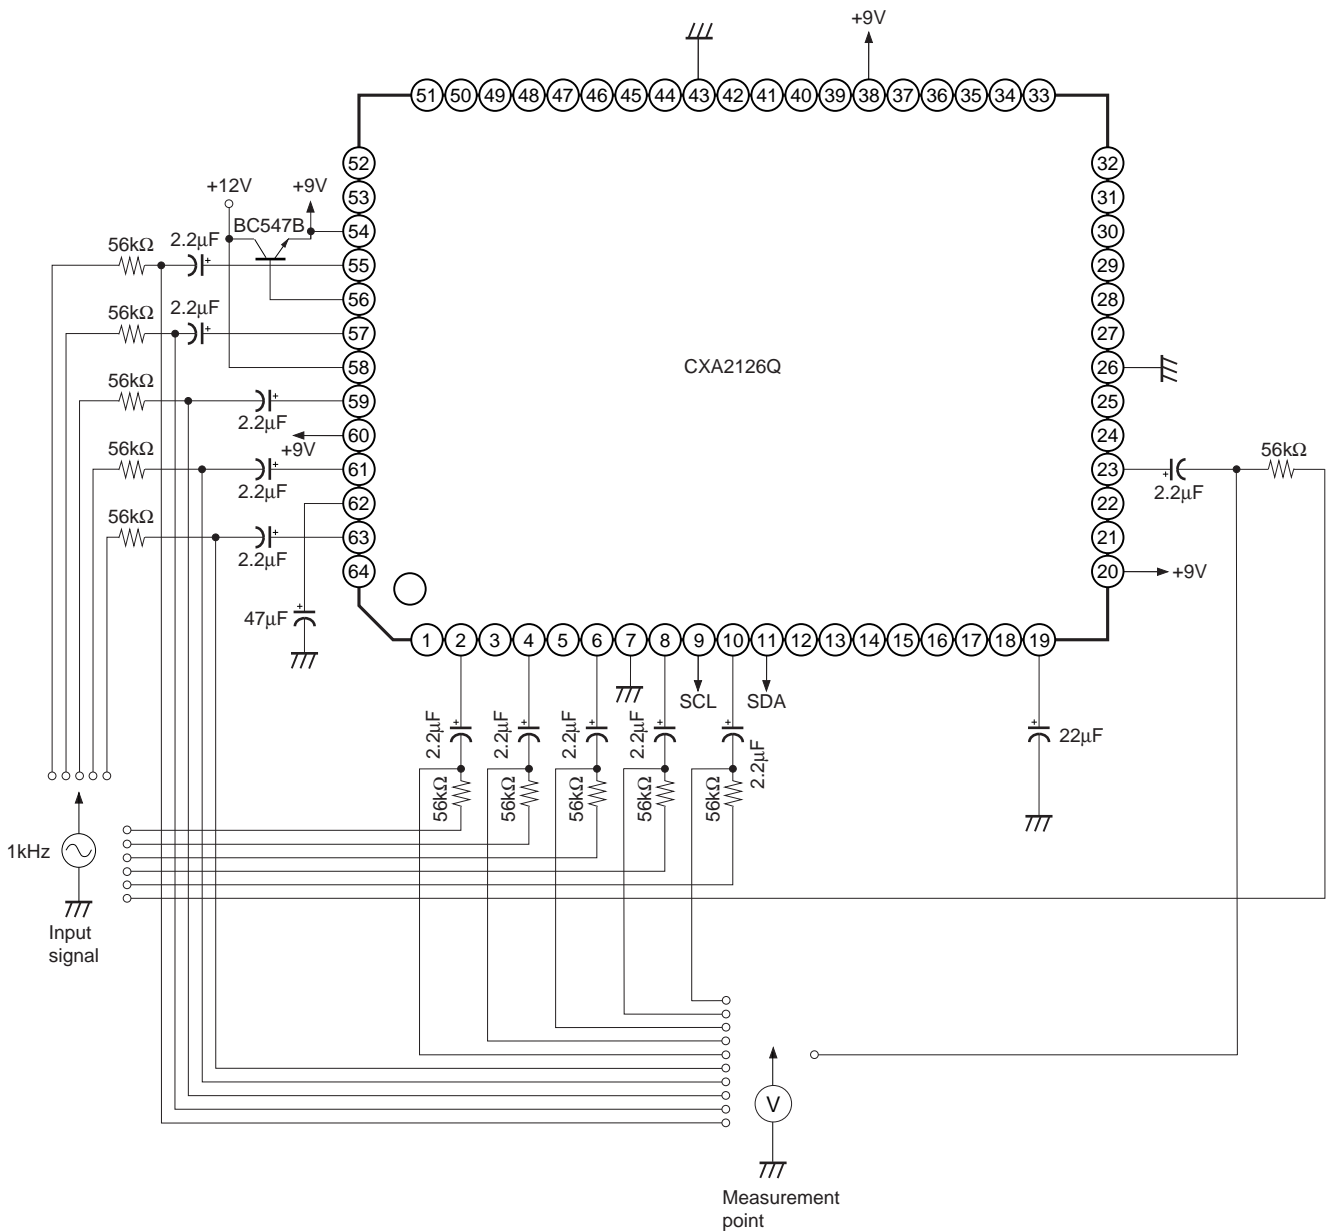 +9V
51 50 49 48 47 46 45 44 43 42 41 40 39 38 37 36 35 34 33
52
53
54
55
56
57
58
59
60
61
62
63
64
32
31
30
29
28
27
26
25
24
23
22
21
20
1 2 3 4 5 6 7 8 9 10 11 12 13 14 15 16 17 18 19
CXA2126Q
+12V
+9V
BC547B
56kΩ
2.2μF
+
56kΩ
2.2μF
+
56kΩ
+
2.2μF
+9V
56kΩ
+
2.2μF
56kΩ
+
2.2μF
+
47μF
+
2.2μF
56kΩ
+9V
SCL
SDA
+
2.2μF
56kΩ
+
2.2μF
56kΩ
+
2.2μF
56kΩ
+
2.2μF
56kΩ
+
2.2μF
56kΩ
+
22μF
1kHz
Input
signal
V
Measurement
point